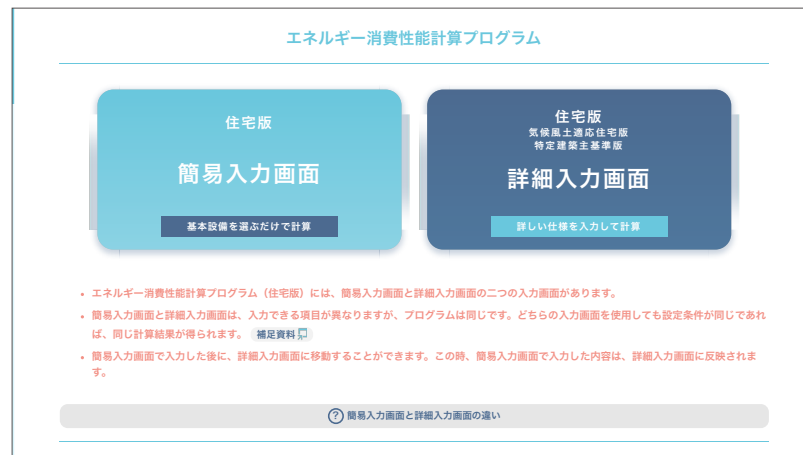 エネルギー消費性能計算プログラム
住宅版
簡易入力画面
基本設備を選ぶだけで計算
住宅版
気候風土適応住宅版
特定建築主基準版
詳細入力画面
詳しい仕様を入力して計算
• エネルギー消費性能計算プログラム（住宅版）には、簡易入力画面と詳細入力画面の二つの入力画面があります。
• 簡易入力画面と詳細入力画面は、入力できる項目が異なりますが、プログラムは同じです。どちらの入力画面を使用しても設定条件が同じであれ
ば、同じ計算結果が得られます。 補足資料
• 簡易入力画面で入力した後に、詳細入力画面に移動することができます。この時、簡易入力画面で入力した内容は、詳細入力画面に反映されま
す。
? 簡易入力画面と詳細入力画面の違い